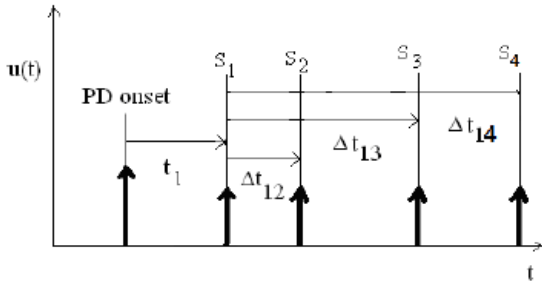 u(t)
PD onset
S1
S2
S3
S4
t1
Δt12
Δt13
Δt14
t